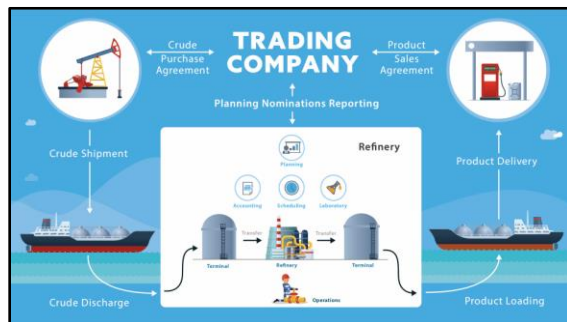 TRADING
COMPANY
Crude
Purchase
Agreement
Product
Sales
Agreement
Planning Nominations Reporting
Crude Shipment
Refinery
Planning
Product Delivery
Accounting
Scheduling
Laboratory
Transfer
Transfer
Terminal
Refinery
Terminal
Operations
Crude Discharge
Product Loading